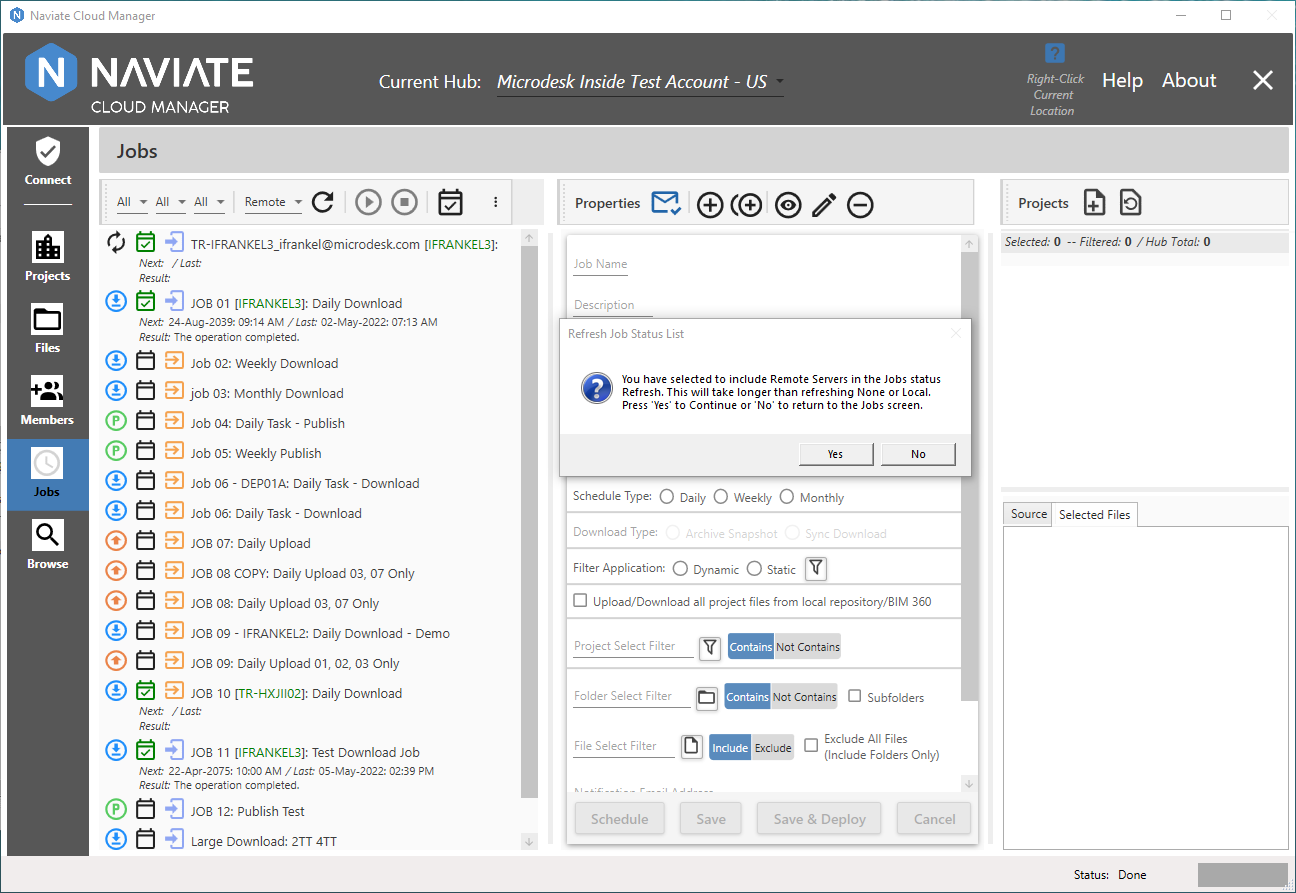 Naviate Cloud Manager
NAVIATE
CLOUD MANAGER
Current Hub: Microdesk Inside Test Account - US
Right-Click
Current
Location
Help
About
Connect
Projects
Files
Members
Jobs
Browse
Jobs
All All All Remote
TR-IFRANKEL3_ifrankel@microdesk.com [IFRANKEL3]:
Next: / Last:
Result:
JOB 01 [IFRANKEL3]: Daily Download
Next: 24-Aug-2039: 09:14 AM / Last: 02-May-2022: 07:13 AM
Result: The operation completed.
Job 02: Weekly Download
job 03: Monthly Download
Job 04: Daily Task - Publish
Job 05: Weekly Publish
Job 06 - DEP01A: Daily Task - Download
Job 06: Daily Task - Download
JOB 07: Daily Upload
JOB 08 COPY: Daily Upload 03, 07 Only
JOB 08: Daily Upload 03, 07 Only
JOB 09 - IFRANKEL2: Daily Download - Demo
JOB 09: Daily Upload 01, 02, 03 Only
JOB 10 [TR-HXJII02]: Daily Download
Next: / Last:
Result:
JOB 11 [IFRANKEL3]: Test Download Job
Next: 22-Apr-2075: 10:00 AM / Last: 05-May-2022: 02:39 PM
Result: The operation completed.
JOB 12: Publish Test
Large Download: 2TT 4TT
Properties
Job Name
Description
Refresh Job Status List
You have selected to include Remote Servers in the Jobs status
Refresh. This will take longer than refreshing None or Local.
Press 'Yes' to Continue or 'No' to return to the Jobs screen.
Yes No
Schedule Type: Daily Weekly Monthly
Download Type: Archive Snapshot Sync Download
Filter Application: Dynamic Static
Upload/Download all project files from local repository/BIM 360
Project Select Filter Contains Not Contains
Folder Select Filter Contains Not Contains Subfolders
File Select Filter Include Exclude Exclude All Files
(Include Folders Only)
Notification Email Address
Schedule Save Save & Deploy Cancel
Projects
Selected: 0 -- Filtered: 0 / Hub Total: 0
Source Selected Files
Status: Done